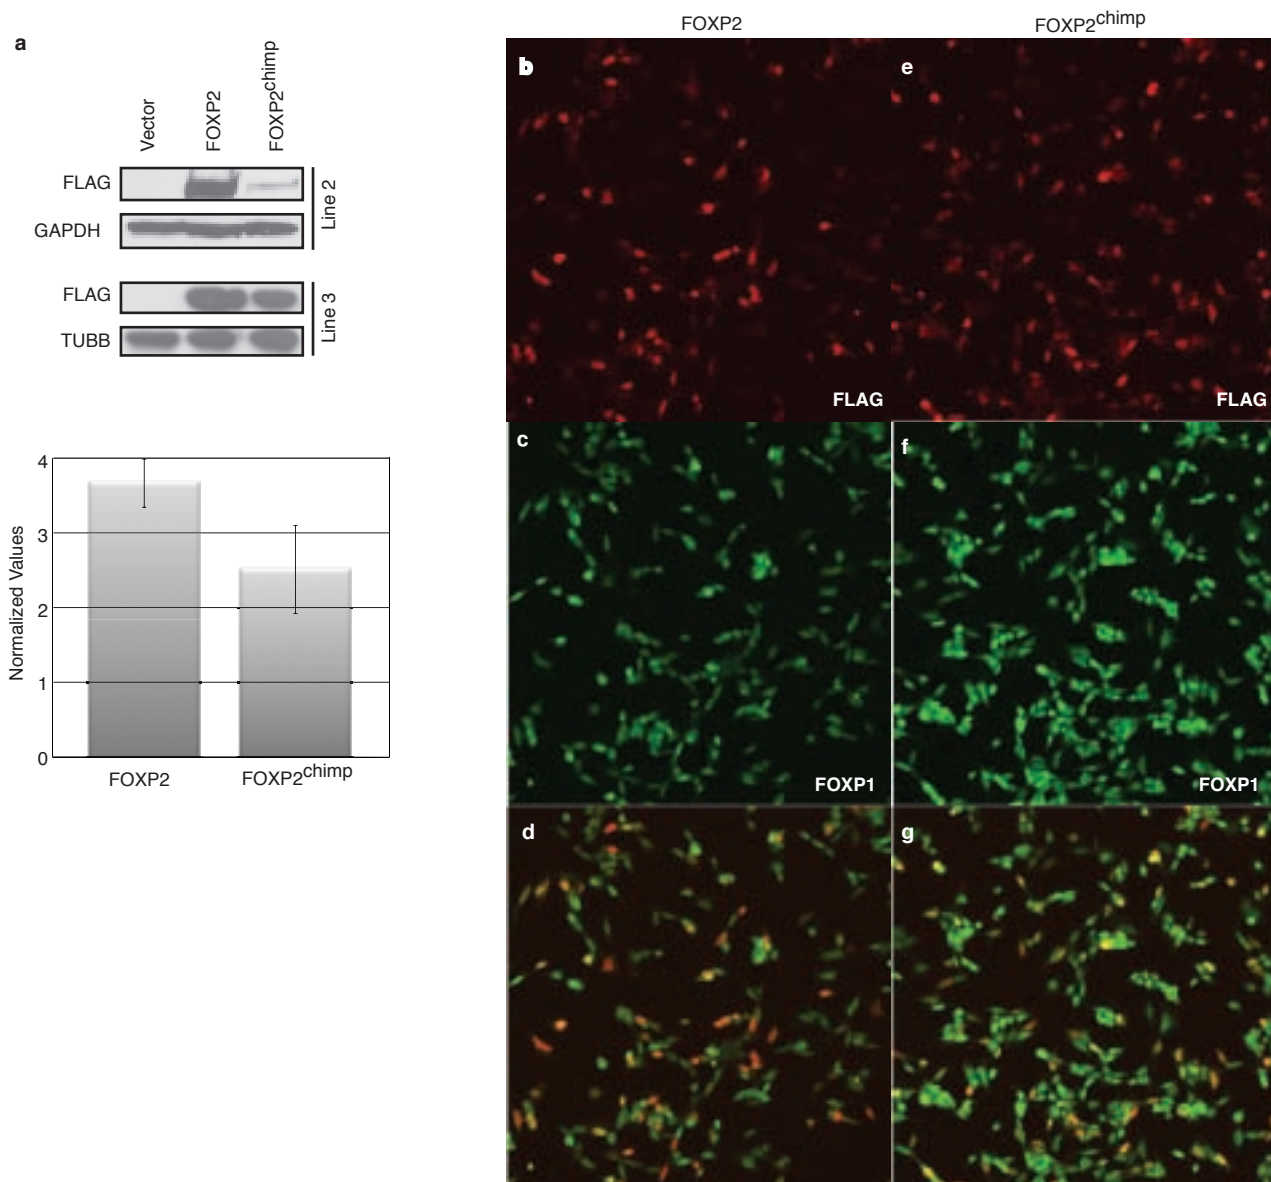 a
Vector
FOXP2
FOXP2chimp
FLAG
GAPDH
Line 2
FLAG
TUBB
Line 3
Normalized Values
4
3
2
1
0
FOXP2
FOXP2chimp
FOXP2
FOXP2chimp
b
e
FLAG
FLAG
c
f
FOXP1
FOXP1
d
g